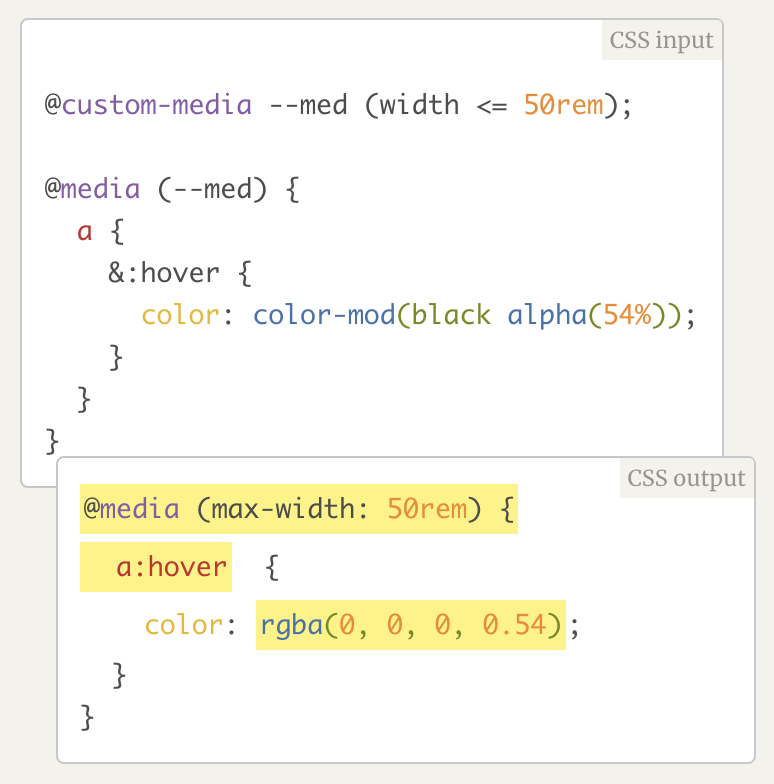 CSS input
@custom-media --med (width <= 50rem);
@media (--med) {
  a {
    &:hover {
      color: color-mod(black alpha(54%));
    }
  }
}
CSS output
@media (max-width: 50rem) {
  a:hover  {
    color: rgba(0, 0, 0, 0.54);
  }
}